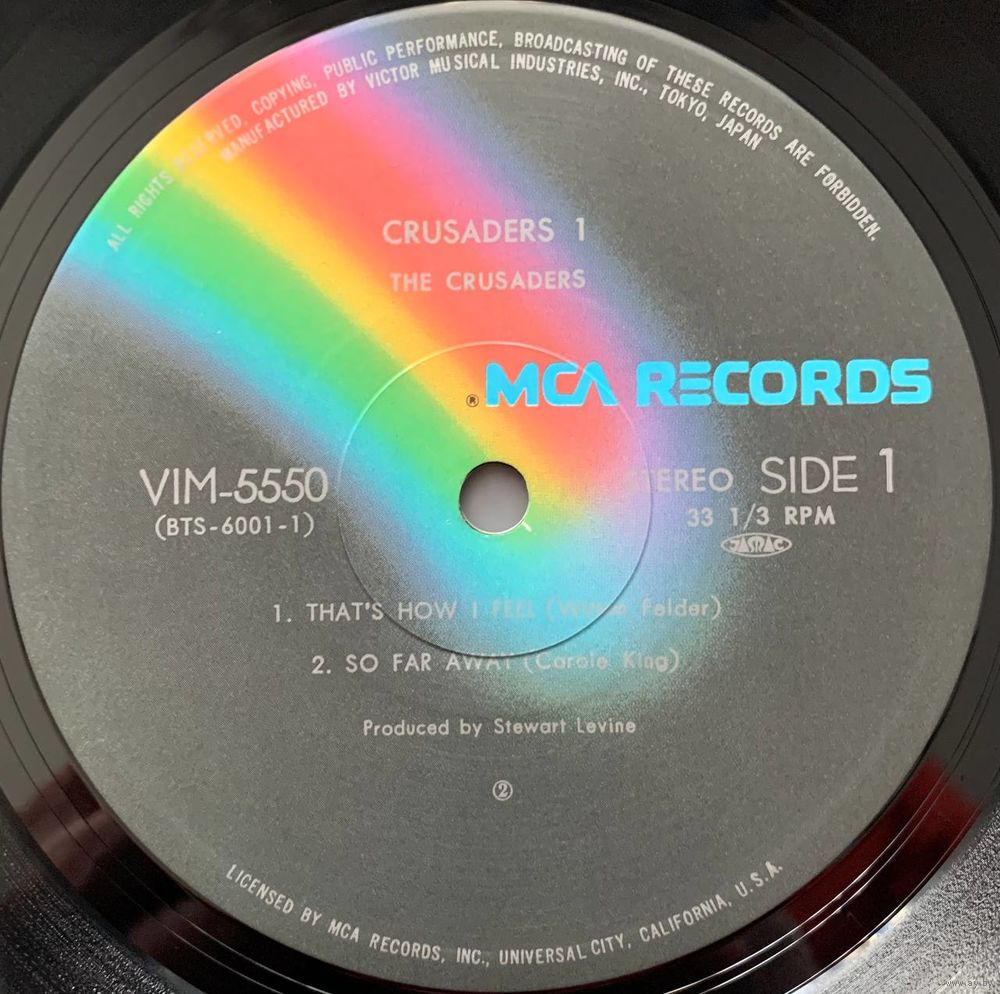 ALL RIGHTS RESERVED. COPYING, PUBLIC PERFORMANCE, BROADCASTING OF THESE RECORDS ARE FORBIDDEN.
MANUFACTURED BY VICTOR MUSICAL INDUSTRIES, INC., TOKYO, JAPAN
CRUSADERS 1
THE CRUSADERS
® MCA RECORDS
VIM-5550
(BTS-6001-1)
STEREO SIDE 1
33 1/3 RPM
JASRAC
1. THAT'S HOW I FEEL (Wilton Felder)
2. SO FAR AWAY (Carole King)
Produced by Stewart Levine
②
LICENSED BY MCA RECORDS, INC., UNIVERSAL CITY, CALIFORNIA, U.S.A.